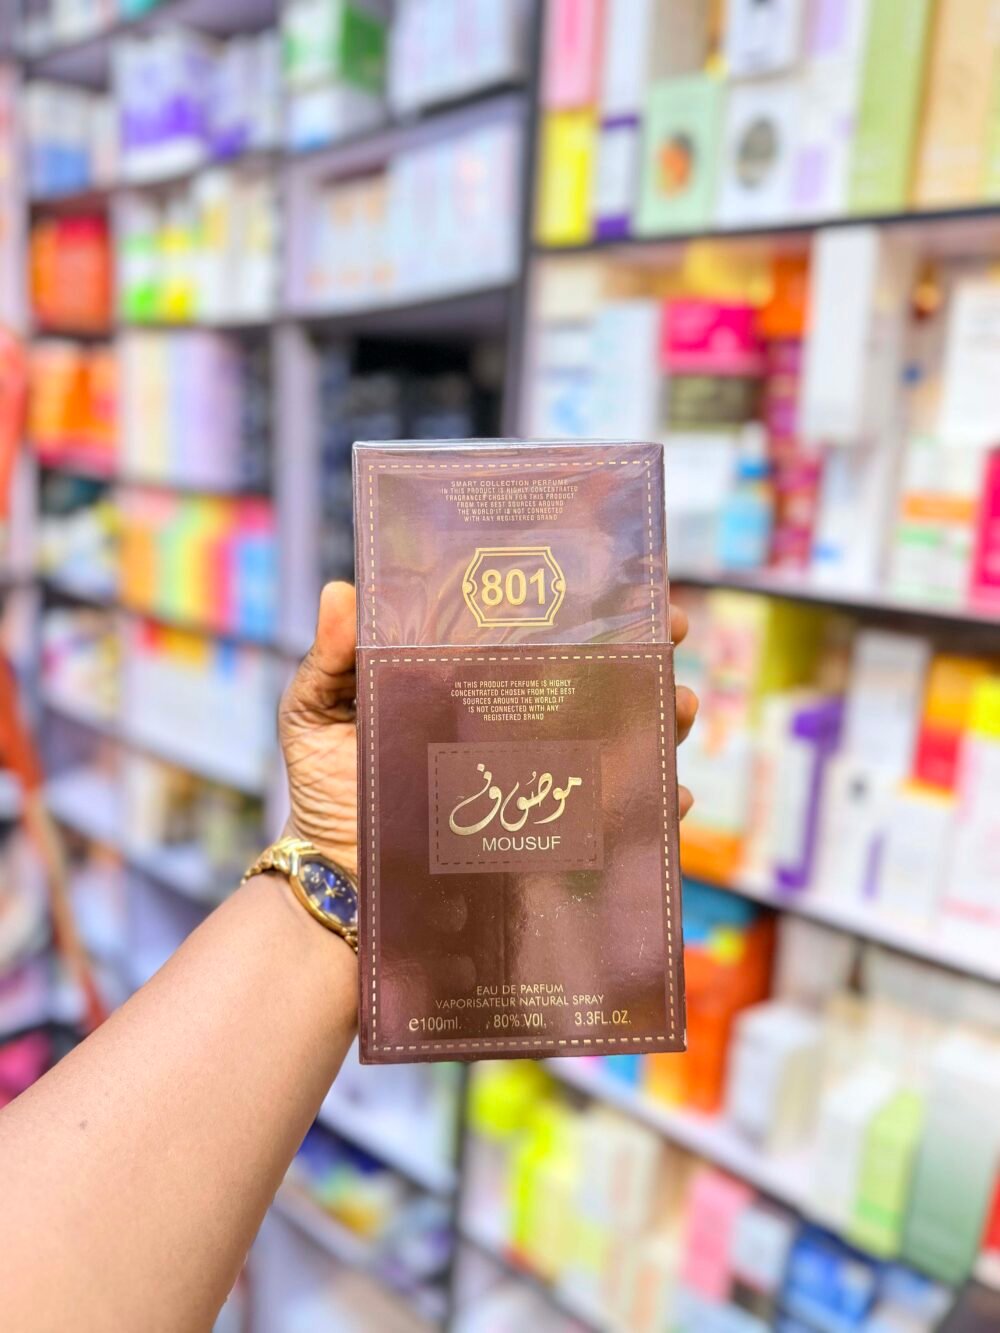 SMART COLLECTION PERFUME
IN THIS PRODUCT IS HIGHLY CONCENTRATED
FRAGRANCES CHOSEN FOR THIS PRODUCT
FROM THE BEST SOURCES AROUND
THE WORLD IT IS NOT CONNECTED
WITH ANY REGISTERED BRAND
801
IN THIS PRODUCT PERFUME IS HIGHLY
CONCENTRATED CHOSEN FROM THE BEST
SOURCES AROUND THE WORLD IT
IS NOT CONNECTED WITH ANY
REGISTERED BRAND
موصوف
MOUSUF
EAU DE PARFUM
VAPORISATEUR NATURAL SPRAY
e100ml. 80% VOl, 3.3FL.OZ.